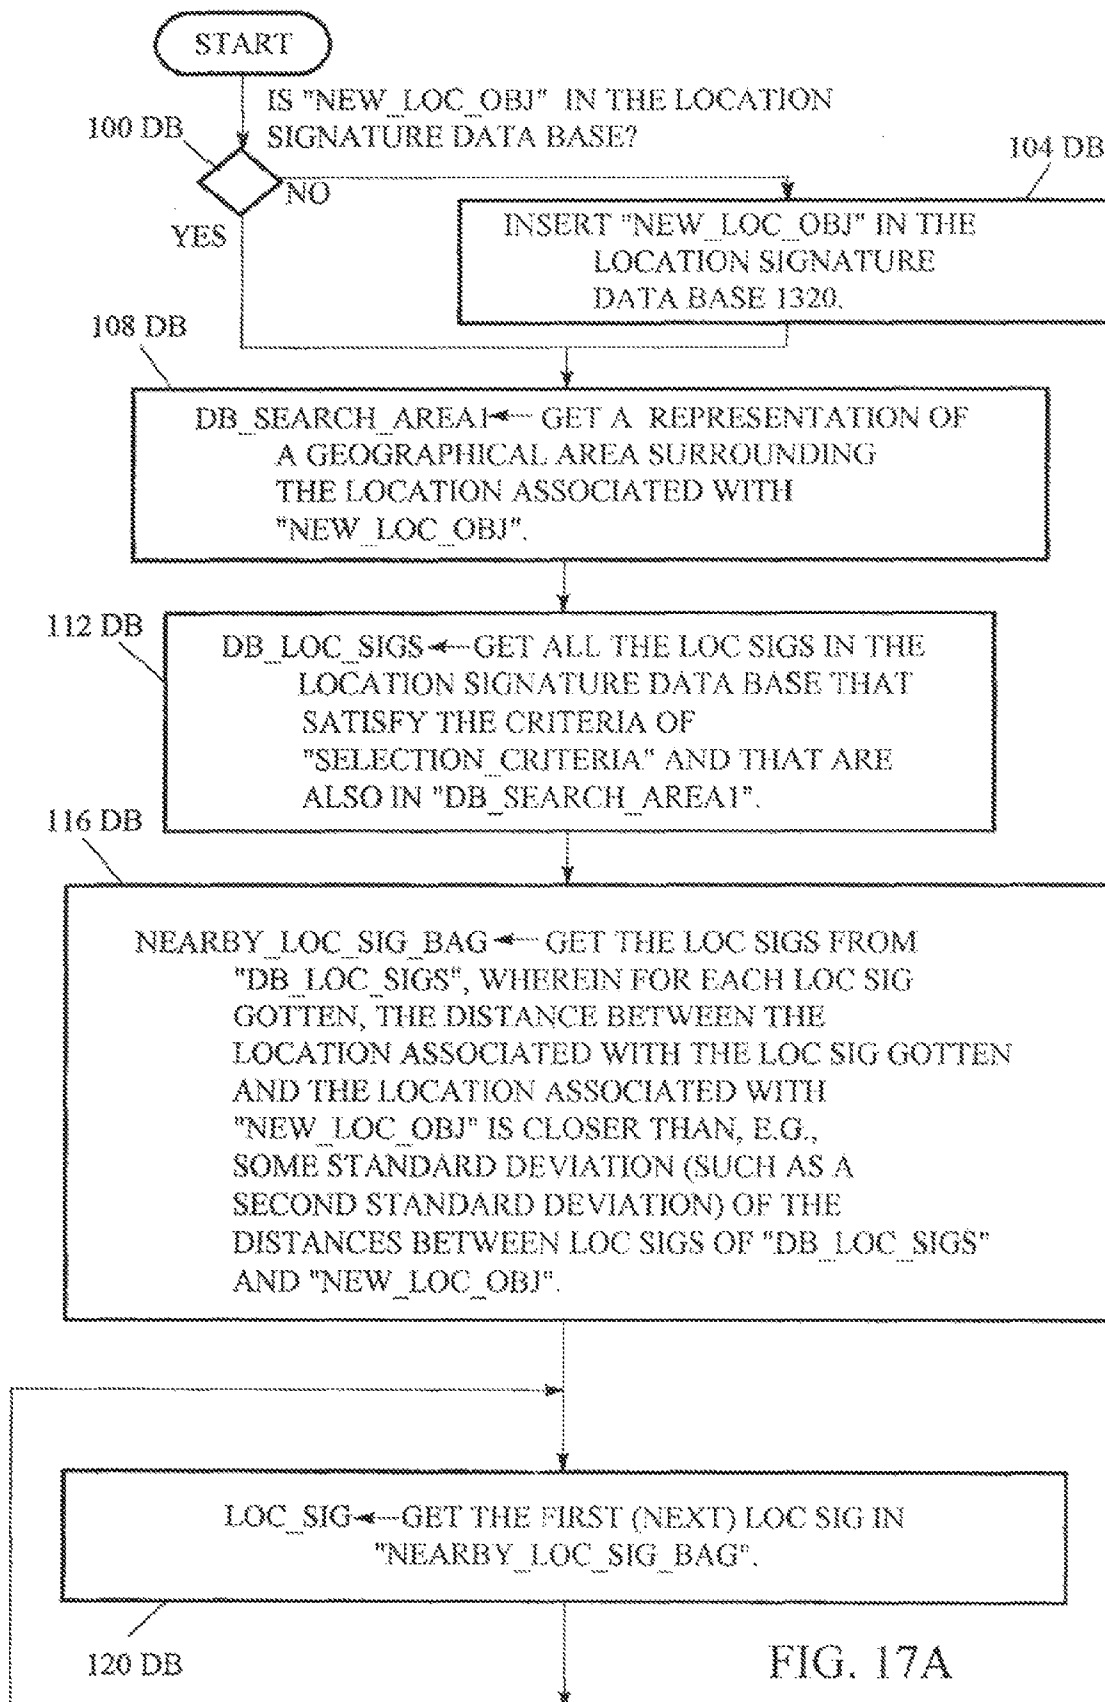 START
IS "NEW_LOC_OBJ" IN THE LOCATION
SIGNATURE DATA BASE?
100 DB
NO
YES
104 DB
INSERT "NEW_LOC_OBJ" IN THE
LOCATION SIGNATURE
DATA BASE 1320.
108 DB
DB_SEARCH_AREA1← GET A REPRESENTATION OF
A GEOGRAPHICAL AREA SURROUNDING
THE LOCATION ASSOCIATED WITH
"NEW_LOC_OBJ".
112 DB
DB_LOC_SIGS←GET ALL THE LOC SIGS IN THE
LOCATION SIGNATURE DATA BASE THAT
SATISFY THE CRITERIA OF
"SELECTION_CRITERIA" AND THAT ARE
ALSO IN "DB_SEARCH_AREA1".
116 DB
NEARBY_LOC_SIG_BAG← GET THE LOC SIGS FROM
"DB_LOC_SIGS", WHEREIN FOR EACH LOC SIG
GOTTEN, THE DISTANCE BETWEEN THE
LOCATION ASSOCIATED WITH THE LOC SIG GOTTEN
AND THE LOCATION ASSOCIATED WITH
"NEW_LOC_OBJ" IS CLOSER THAN, E.G.,
SOME STANDARD DEVIATION (SUCH AS A
SECOND STANDARD DEVIATION) OF THE
DISTANCES BETWEEN LOC SIGS OF "DB_LOC_SIGS"
AND "NEW_LOC_OBJ".
LOC_SIG←GET THE FIRST (NEXT) LOC SIG IN
"NEARBY_LOC_SIG_BAG".
120 DB
FIG. 17A